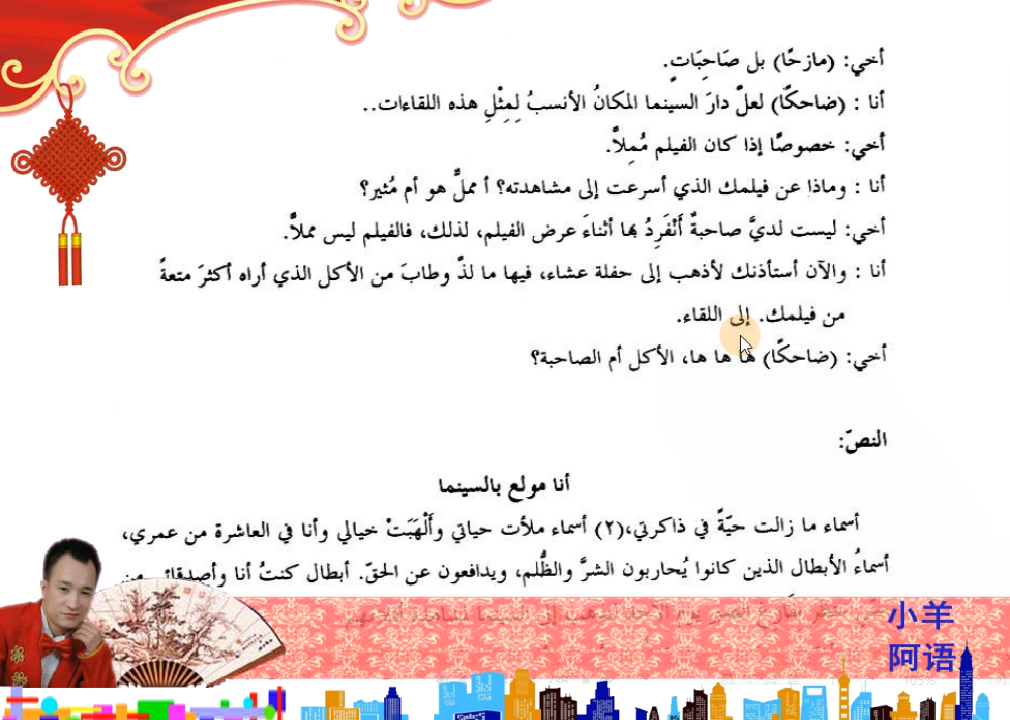 أخي: (مازحًا) بل صَاحِبَاتٍ.
أنا : (ضاحكًا) لعلّ دارَ السينما المكانُ الأنسبُ لِمِثْلِ هذه اللقاءات..
أخي: خصوصًا إذا كان الفيلم مُملاًّ.
أنا : وماذا عن فيلمك الذي أسرعت إلى مشاهدته؟ أ مملٌّ هو أم مُثير؟
أخي: ليست لديَّ صاحبةٌ أَنْفَرِدُ بها أثناءَ عرض الفيلم، لذلك، فالفيلم ليس مملاًّ.
أنا : والآن أستأذنك لأذهب إلى حفلة عشاء، فيها ما لذّ وطابَ من الأكل الذي أراه أكثرَ متعةً
من فيلمك. إلى اللقاء.
أخي: (ضاحكًا) ها ها ها، الأكل أم الصاحبة؟
النصّ:
أنا مولع بالسينما
أسماء ما زالت حيّةً في ذاكرتي،(٢) أسماء ملأت حياتي وأَلْهَبَتْ خيالي وأنا في العاشرة من عمري،
أسماءُ الأبطال الذين كانوا يُحاربون الشرَّ والظُّلم، ويدافعون عن الحقّ. أبطال كنتُ أنا وأصدقائي من
小羊
阿语